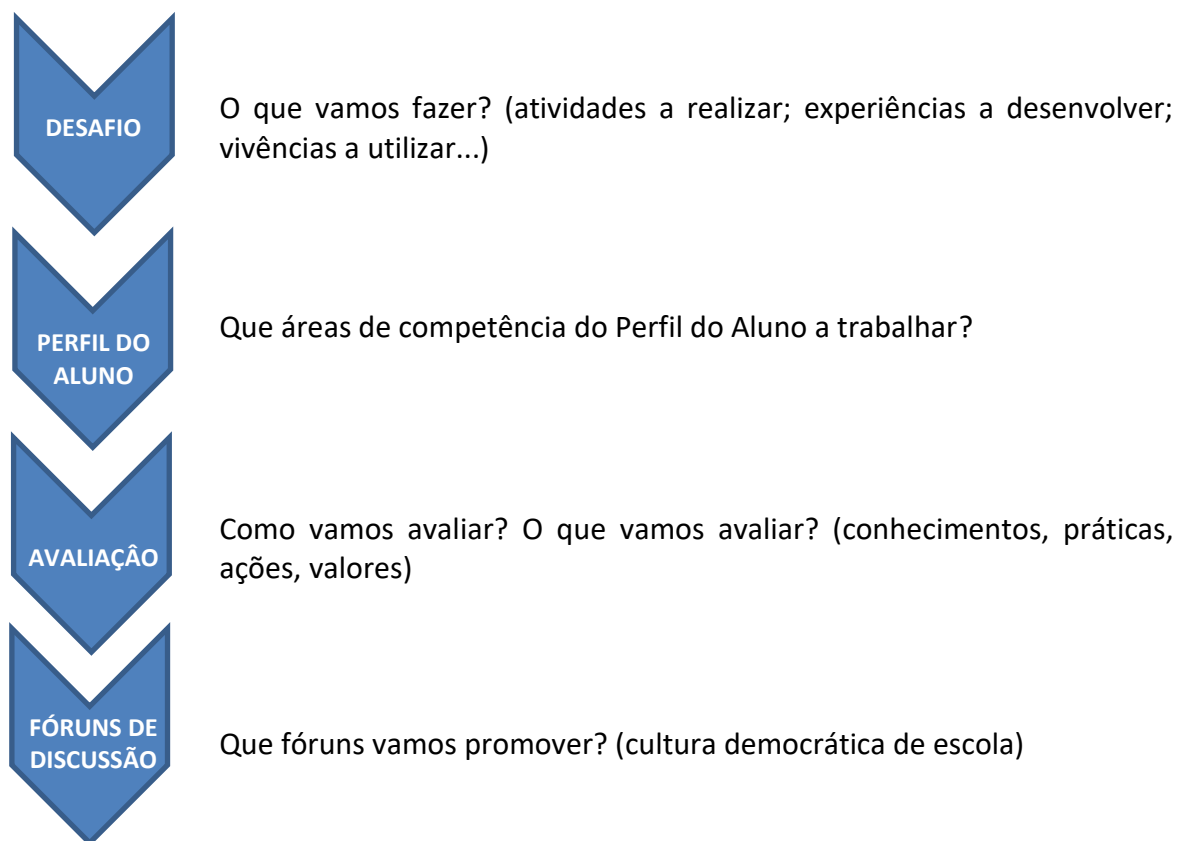 DESAFIO
O que vamos fazer? (atividades a realizar; experiências a desenvolver;
vivências a utilizar...)
PERFIL DO
ALUNO
Que áreas de competência do Perfil do Aluno a trabalhar?
AVALIAÇÂO
Como vamos avaliar? O que vamos avaliar? (conhecimentos, práticas,
ações, valores)
FÓRUNS DE
DISCUSSÃO
Que fóruns vamos promover? (cultura democrática de escola)